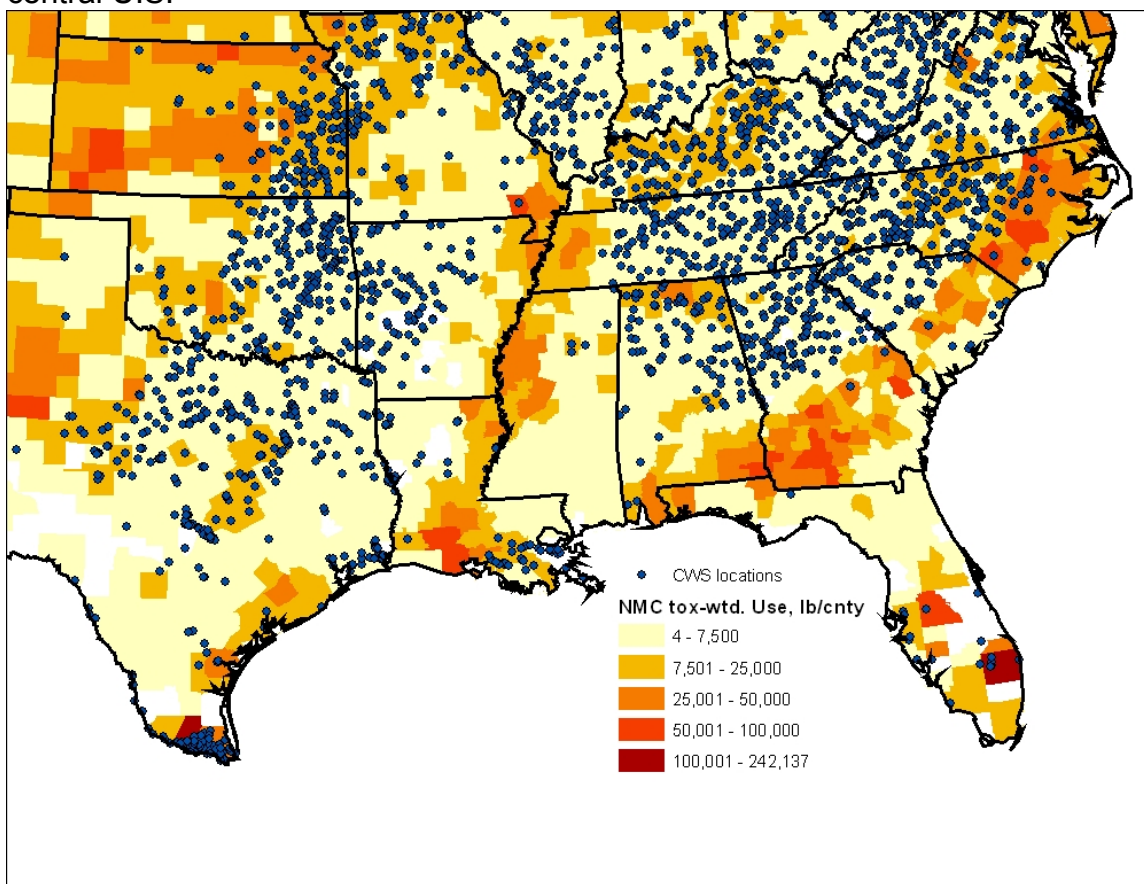 central U.S.
CWS locations
NMC tox-wtd. Use, lb/cnty
4 - 7,500
7,501 - 25,000
25,001 - 50,000
50,001 - 100,000
100,001 - 242,137